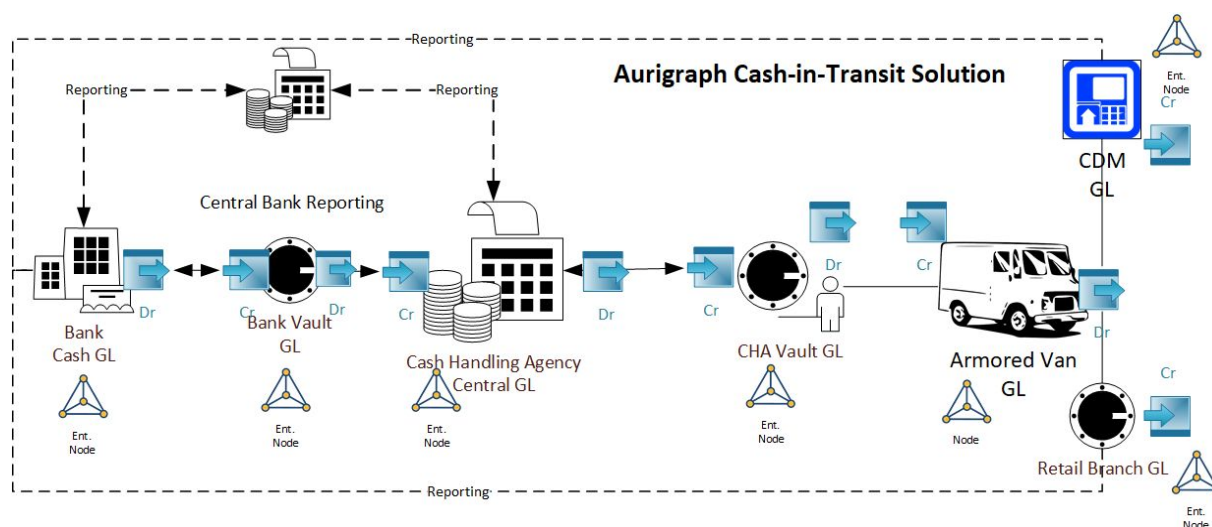 Reporting
Aurigraph Cash-in-Transit Solution
Ent.
Node
Cr
Reporting
Reporting
CDM
GL
Central Bank Reporting
Dr
Cr
Dr
Cr
Dr
Cr
Dr
Cr
Dr
Cr
Bank
Cash GL
Bank Vault
GL
Cash Handling Agency
Central GL
CHA Vault GL
Armored Van
GL
Ent.
Node
Ent.
Node
Ent.
Node
Ent.
Node
Node
Retail Branch GL
Reporting
Ent.
Node